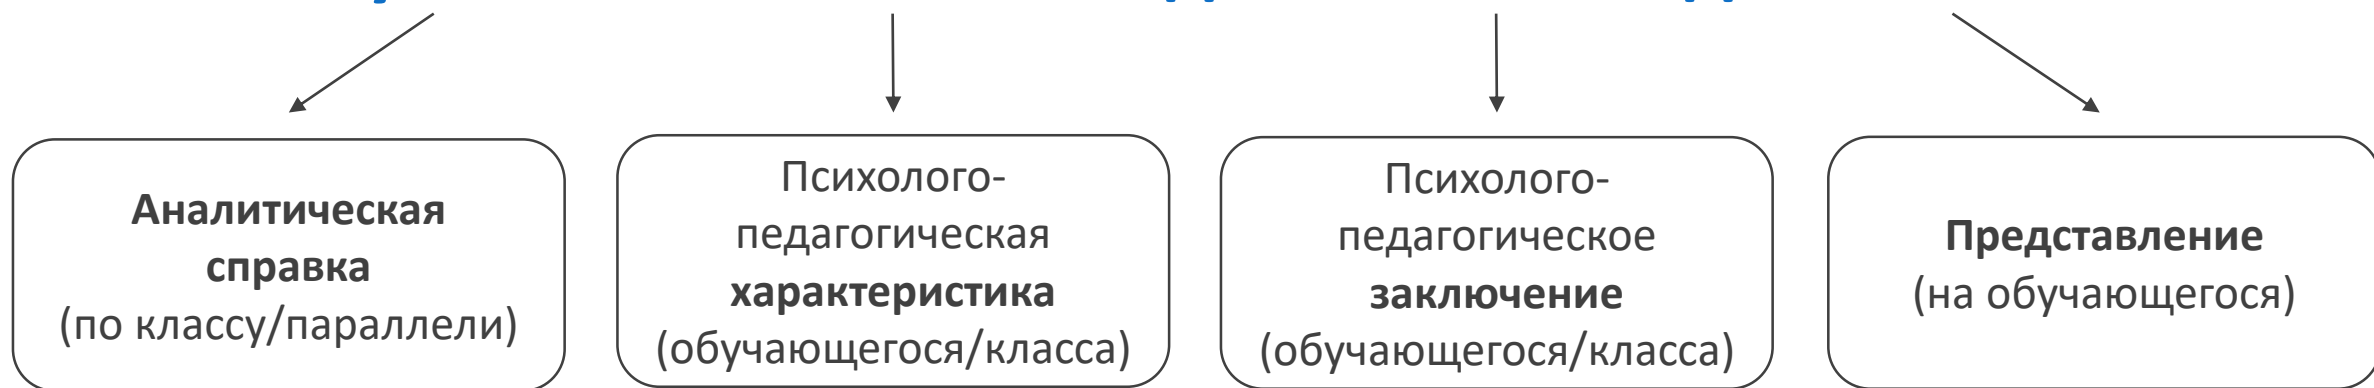 Аналитическая
справка
(по классу/параллели)
Психолого-
педагогическая
характеристика
(обучающегося/класса)
Психолого-
педагогическое
заключение
(обучающегося/класса)
Представление
(на обучающегося)